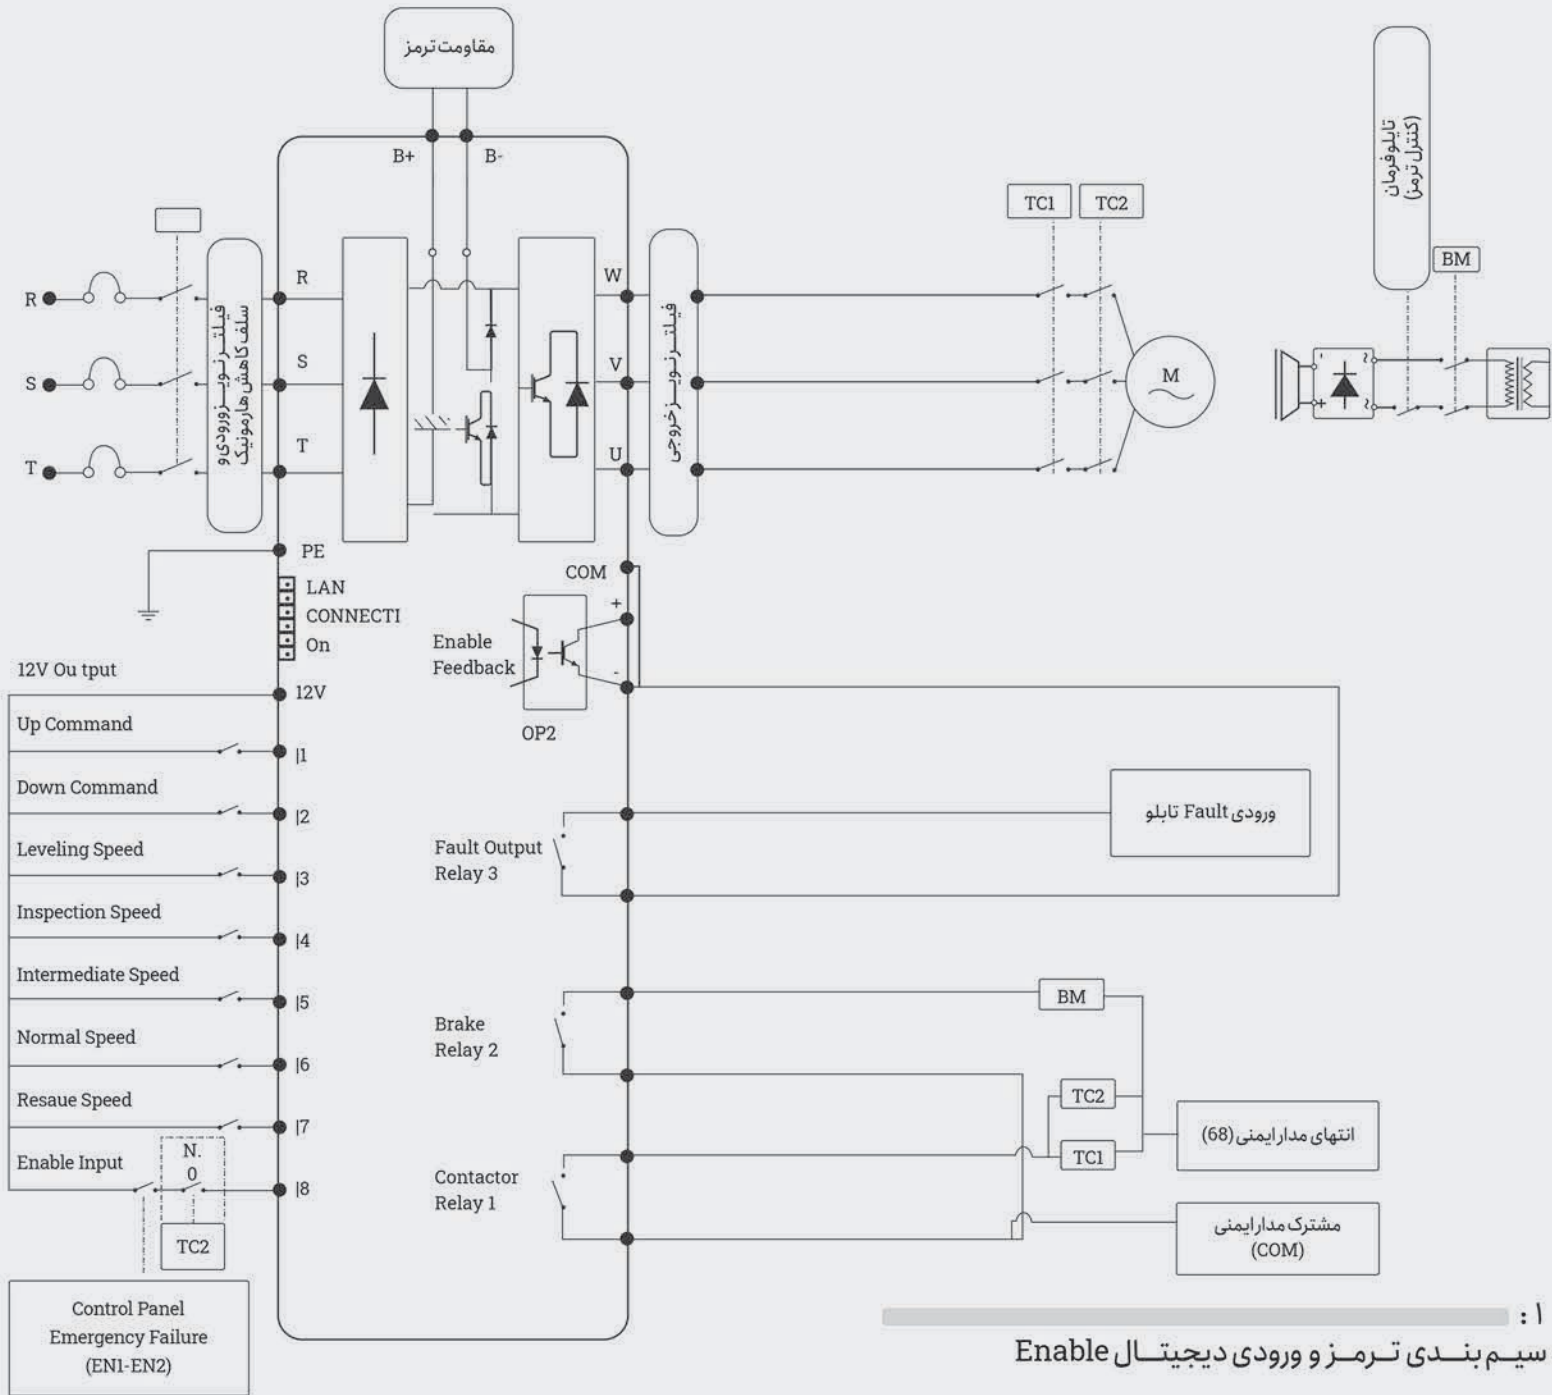 مقاومت ترمز
B+
B-
تابلوفرمان
(کنترل ترمز)
TC1
TC2
BM
R
S
T
فیلتر نویز ورودی و
سلف کاهش هارمونیک
R
S
T
W
V
U
فیلتر نویز خروجی
M
-
+
~
~
PE
LAN
CONNECTI
On
COM
+
-
Enable
Feedback
OP2
12V Ou tput
12V
Up Command
|1
Down Command
|2
Leveling Speed
|3
Inspection Speed
|4
Intermediate Speed
|5
Normal Speed
|6
Resaue Speed
|7
Enable Input
N.
0
|8
TC2
Control Panel
Emergency Failure
(EN1-EN2)
Fault Output
Relay 3
ورودی Fault تابلو
Brake
Relay 2
BM
TC2
TC1
Contactor
Relay 1
انتهای مدار ایمنی (68)
مشترک مدار ایمنی
(COM)
۱ :
سیم بندی ترمز و ورودی دیجیتال Enable